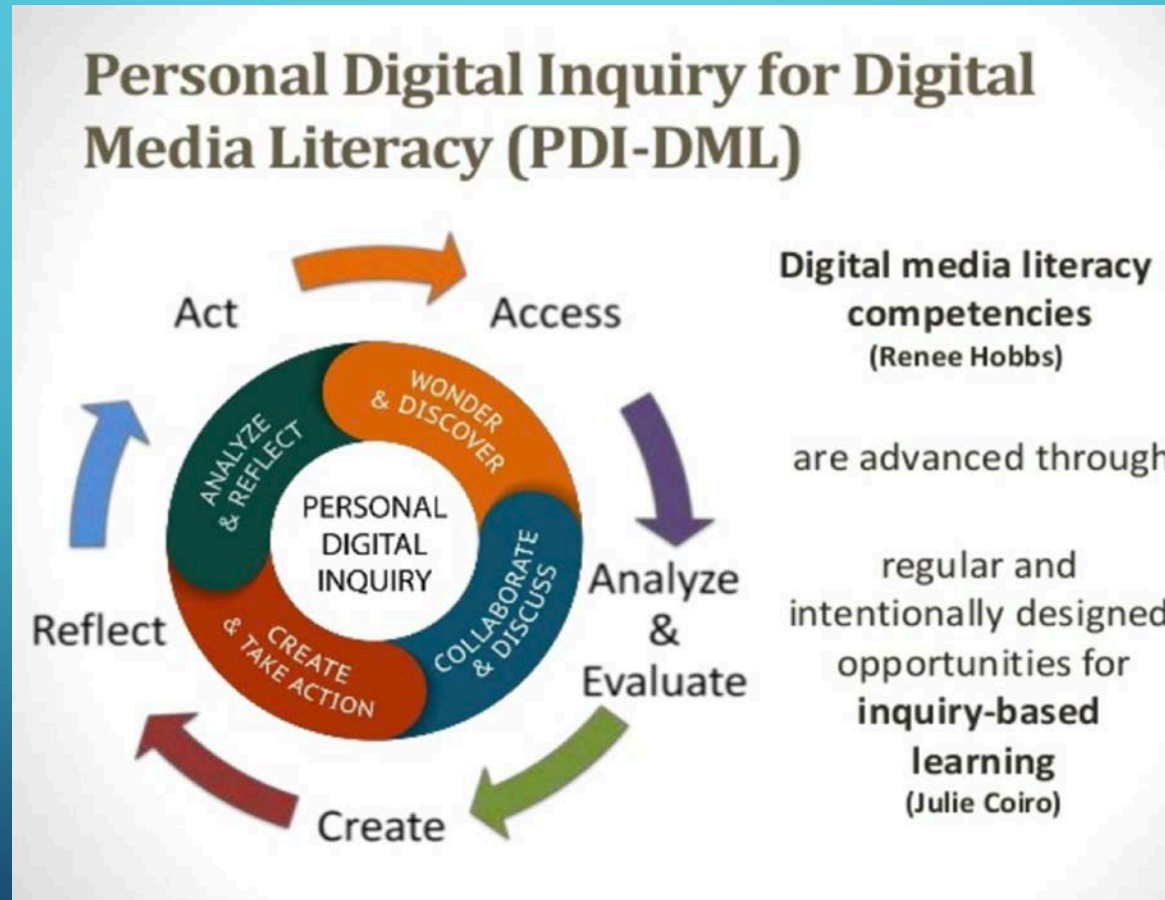 Personal Digital Inquiry for Digital
Media Literacy (PDI-DML)
Act
Access
WONDER
& DISCOVER
ANALYZE
& REFLECT
PERSONAL
DIGITAL
INQUIRY
COLLABORATE
& DISCUSS
CREATE
& TAKE ACTION
Analyze
&
Evaluate
Reflect
Create
Digital media literacy
competencies
(Renee Hobbs)
are advanced through
regular and
intentionally designed
opportunities for
inquiry-based
learning
(Julie Coiro)